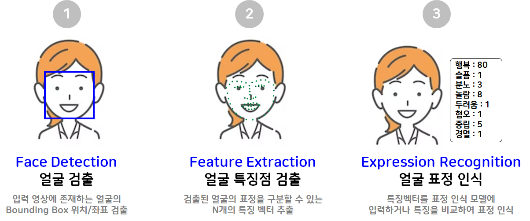 1
Face Detection
얼굴 검출
입력 영상에 존재하는 얼굴의
Bounding Box 위치/좌표 검출
2
Feature Extraction
얼굴 특징점 검출
검출된 얼굴의 표정을 구분할 수 있는
N개의 특징 벡터 추출
3
행복 : 80
슬픔 : 1
분노 : 3
놀람 : 8
두려움 : 1
혐오 : 1
중립 : 5
경멸 : 1
Expression Recognition
얼굴 표정 인식
특징벡터를 표정 인식 모델에
입력하거나 특징을 비교하여 표정 인식